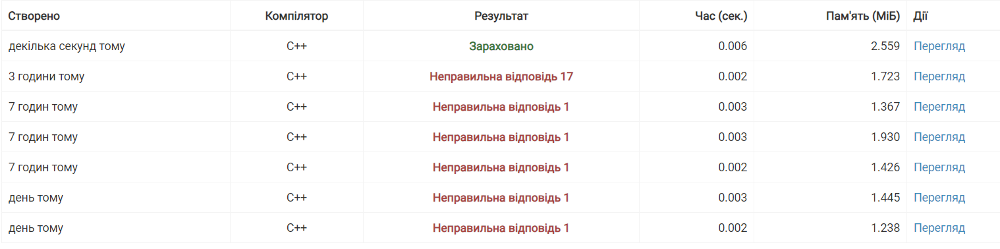 Створено Компілятор Результат Час (сек.) Пам'ять (МіБ) Дії
декілька секунд тому C++ Зараховано 0.006 2.559 Перегляд
3 години тому C++ Неправильна відповідь 17 0.002 1.723 Перегляд
7 годин тому C++ Неправильна відповідь 1 0.003 1.367 Перегляд
7 годин тому C++ Неправильна відповідь 1 0.003 1.930 Перегляд
7 годин тому C++ Неправильна відповідь 1 0.002 1.426 Перегляд
день тому C++ Неправильна відповідь 1 0.003 1.445 Перегляд
день тому C++ Неправильна відповідь 1 0.002 1.238 Перегляд